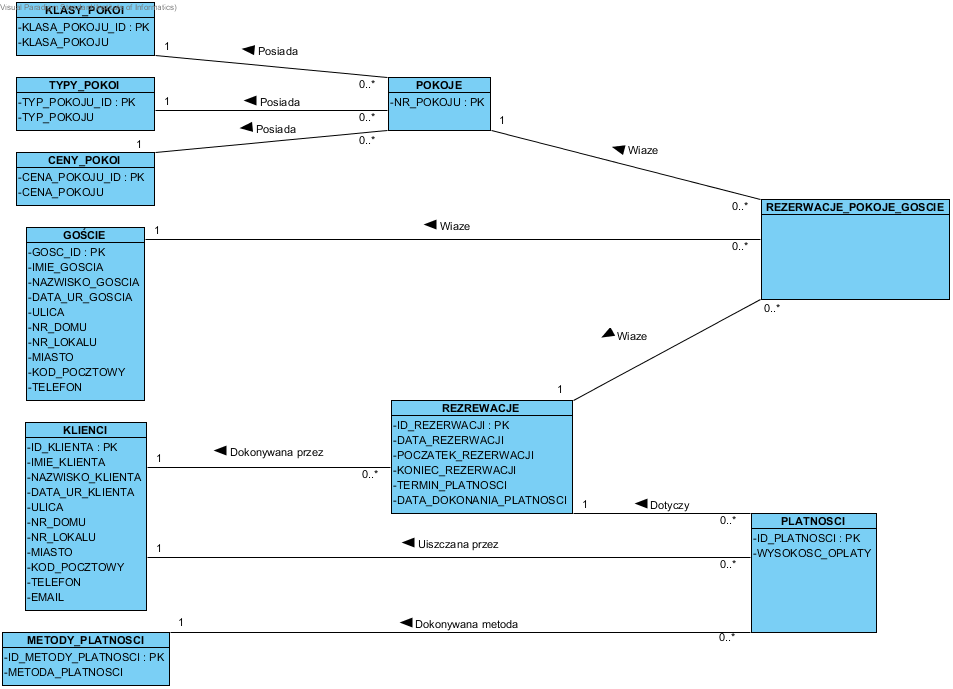 Visual Paradigm
of Informatics)
KLASY_POKOI
-KLASA_POKOJU_ID : PK
-KLASA_POKOJU
1
Posiada
0..*
TYPY_POKOI
-TYP_POKOJU_ID : PK
-TYP_POKOJU
1
Posiada
0..*
POKOJE
-NR_POKOJU : PK
1
Posiada
0..*
1
CENY_POKOI
-CENA_POKOJU_ID : PK
-CENA_POKOJU
Wiaze
0..*
REZERWACJE_POKOJE_GOSCIE
1
Wiaze
0..*
GOŚCIE
-GOSC_ID : PK
-IMIE_GOSCIA
-NAZWISKO_GOSCIA
-DATA_UR_GOSCIA
-ULICA
-NR_DOMU
-NR_LOKALU
-MIASTO
-KOD_POCZTOWY
-TELEFON
0..*
Wiaze
1
REZREWACJE
-ID_REZERWACJI : PK
-DATA_REZERWACJI
-POCZATEK_REZERWACJI
-KONIEC_REZERWACJI
-TERMIN_PLATNOSCI
-DATA_DOKONANIA_PLATNOSCI
KLIENCI
-ID_KLIENTA : PK
-IMIE_KLIENTA
-NAZWISKO_KLIENTA
-DATA_UR_KLIENTA
-ULICA
-NR_DOMU
-NR_LOKALU
-MIASTO
-KOD_POCZTOWY
-TELEFON
-EMAIL
1
Dokonywana przez
0..*
1
Dotyczy
0..*
PLATNOSCI
-ID_PLATNOSCI : PK
-WYSOKOSC_OPLATY
1
Uiszczana przez
0..*
1
Dokonywana metoda
0..*
METODY_PLATNOSCI
-ID_METODY_PLATNOSCI : PK
-METODA_PLATNOSCI